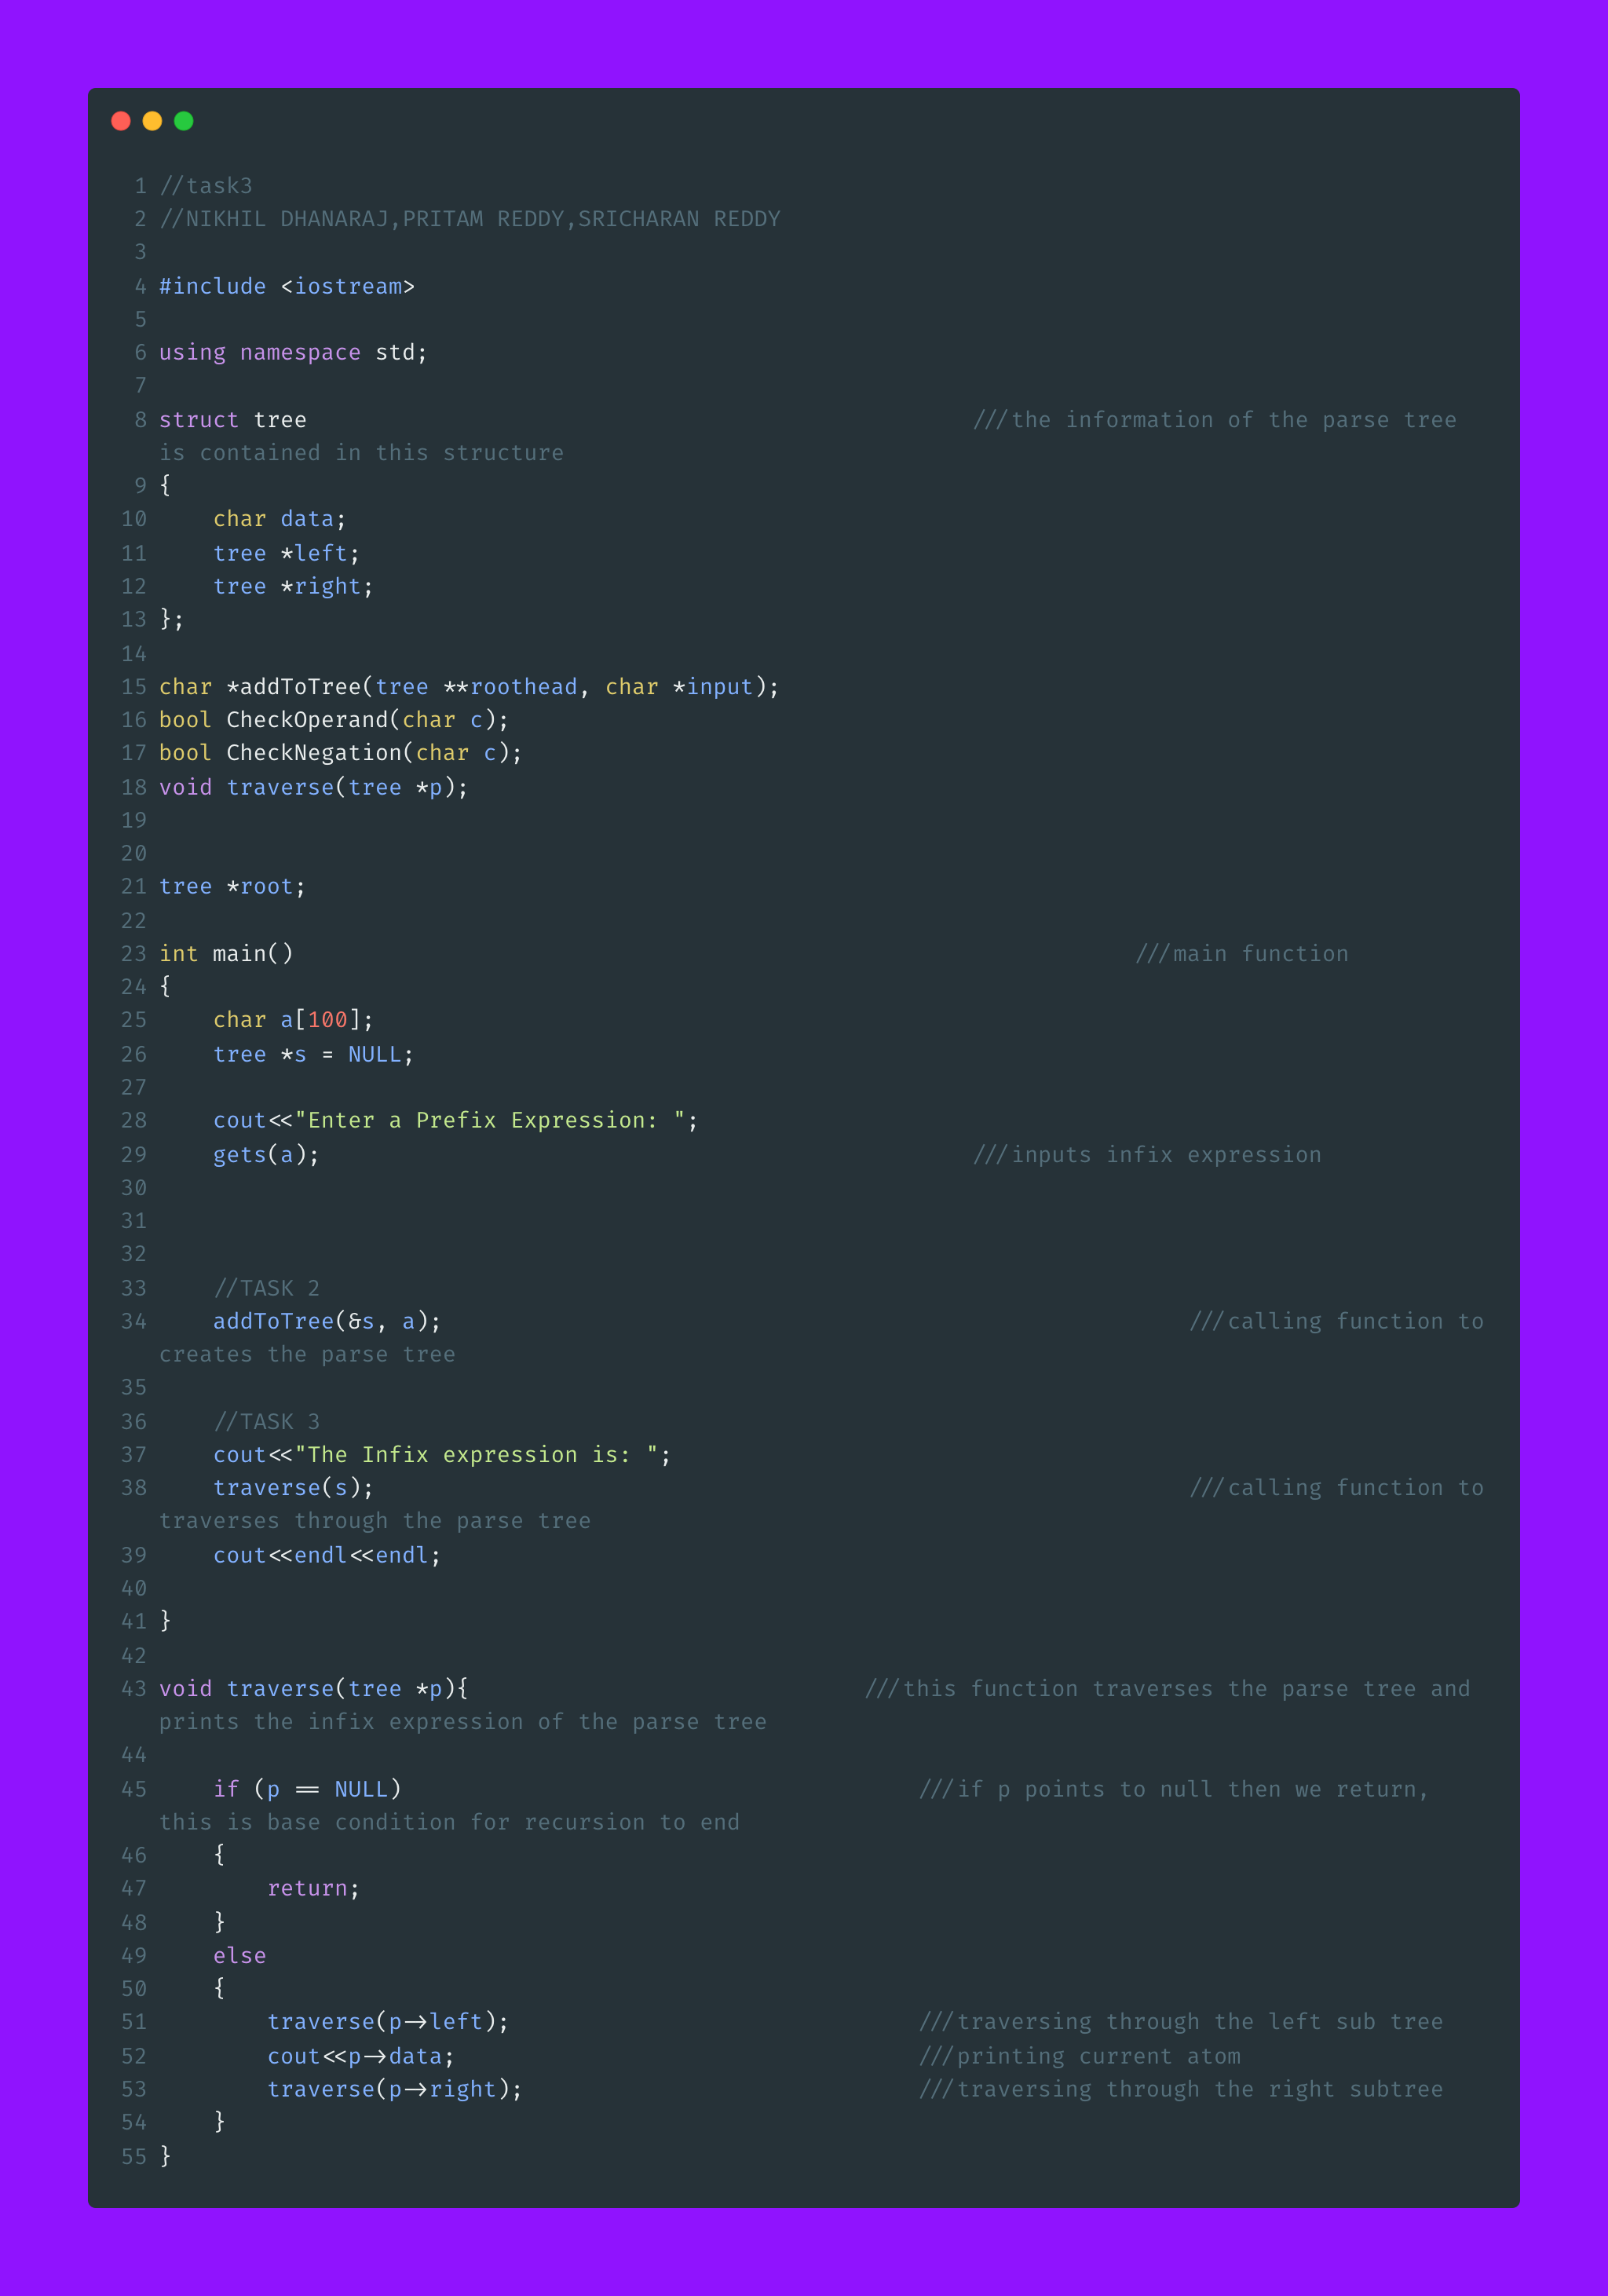 1 //task3
2 //NIKHIL DHANARAJ,PRITAM REDDY,SRICHARAN REDDY
3
4 #include <iostream>
5
6 using namespace std;
7
8 struct tree ///the information of the parse tree
is contained in this structure
9 {
10 char data;
11 tree *left;
12 tree *right;
13 };
14
15 char *addToTree(tree **roothead, char *input);
16 bool CheckOperand(char c);
17 bool CheckNegation(char c);
18 void traverse(tree *p);
19
20
21 tree *root;
22
23 int main() ///main function
24 {
25 char a[100];
26 tree *s = NULL;
27
28 cout<<"Enter a Prefix Expression: ";
29 gets(a); ///inputs infix expression
30
31
32
33 //TASK 2
34 addToTree(&s, a); ///calling function to
creates the parse tree
35
36 //TASK 3
37 cout<<"The Infix expression is: ";
38 traverse(s); ///calling function to
traverses through the parse tree
39 cout<<endl<<endl;
40
41 }
42
43 void traverse(tree *p){ ///this function traverses the parse tree and
prints the infix expression of the parse tree
44
45 if (p == NULL) ///if p points to null then we return,
this is base condition for recursion to end
46 {
47 return;
48 }
49 else
50 {
51 traverse(p->left); ///traversing through the left sub tree
52 cout<<p->data; ///printing current atom
53 traverse(p->right); ///traversing through the right subtree
54 }
55 }